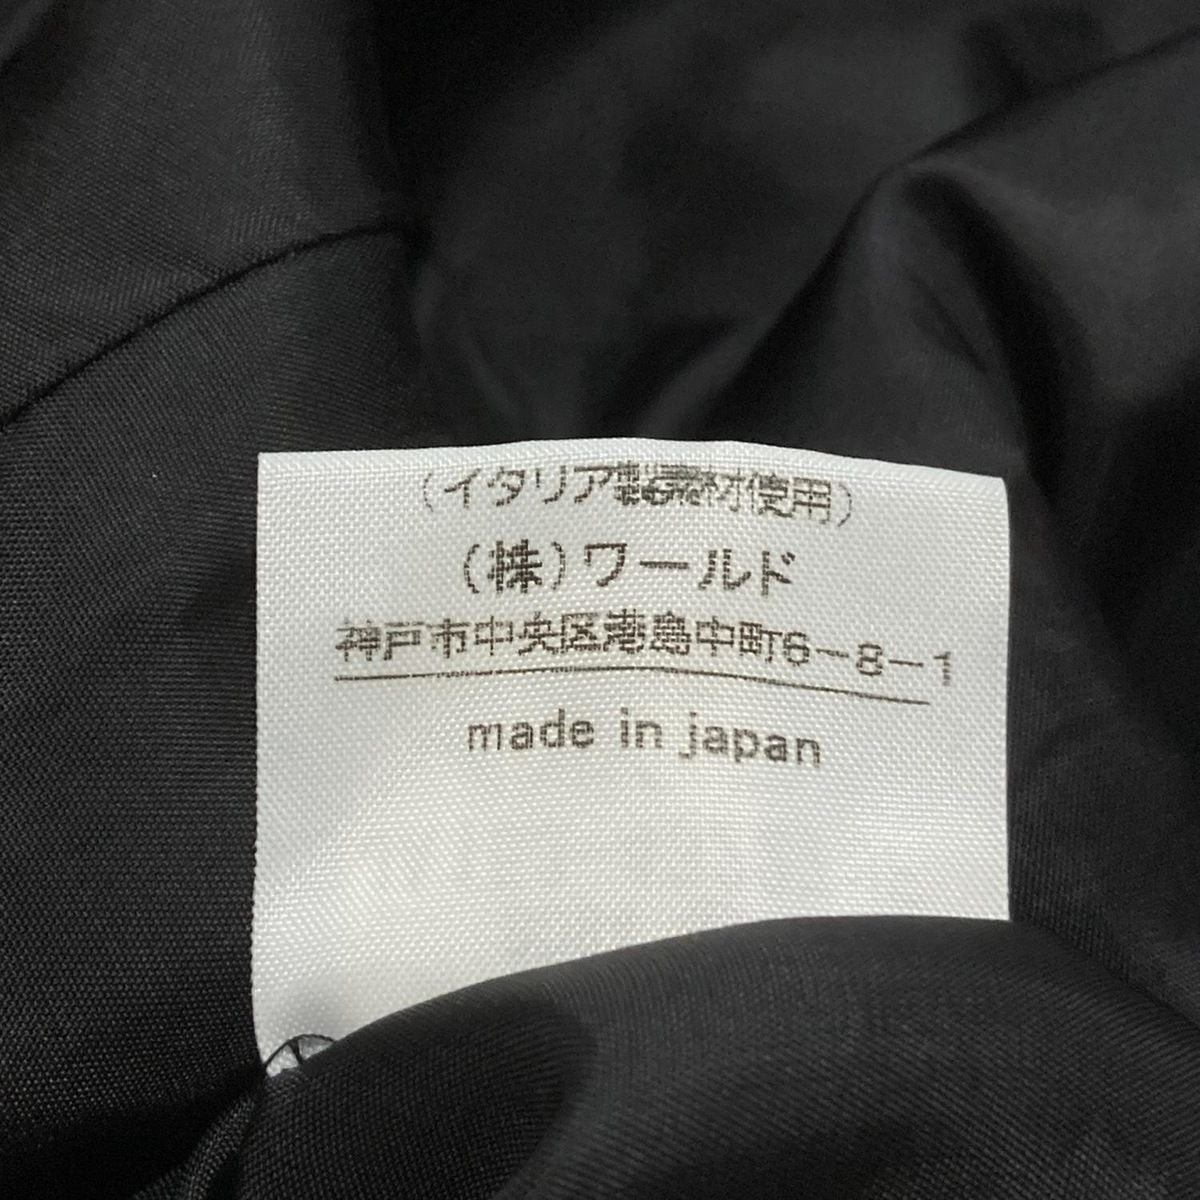 (イタリア製素材使用)
(株)ワールド
神戸市中央区港島中町6-8-1
made in japan